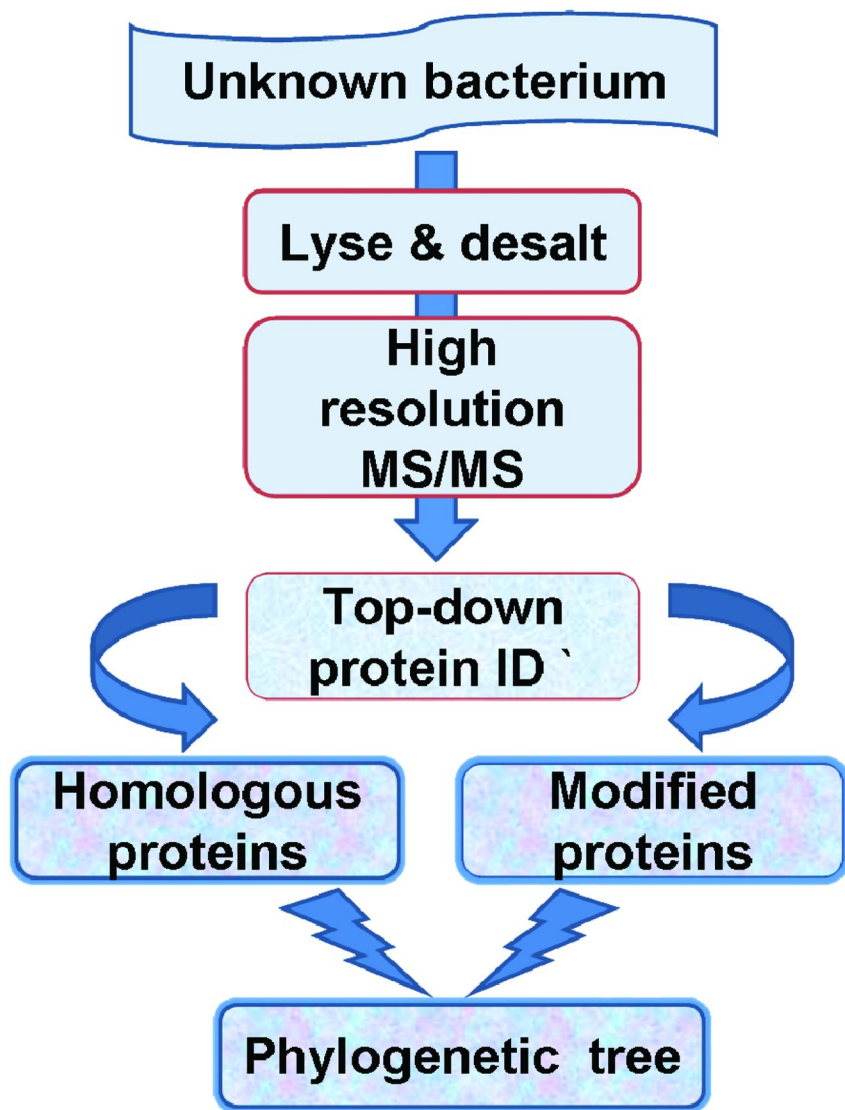 Unknown bacterium
Lyse & desalt
High
resolution
MS/MS
Top-down
protein ID `
Homologous
proteins
Modified
proteins
Phylogenetic tree